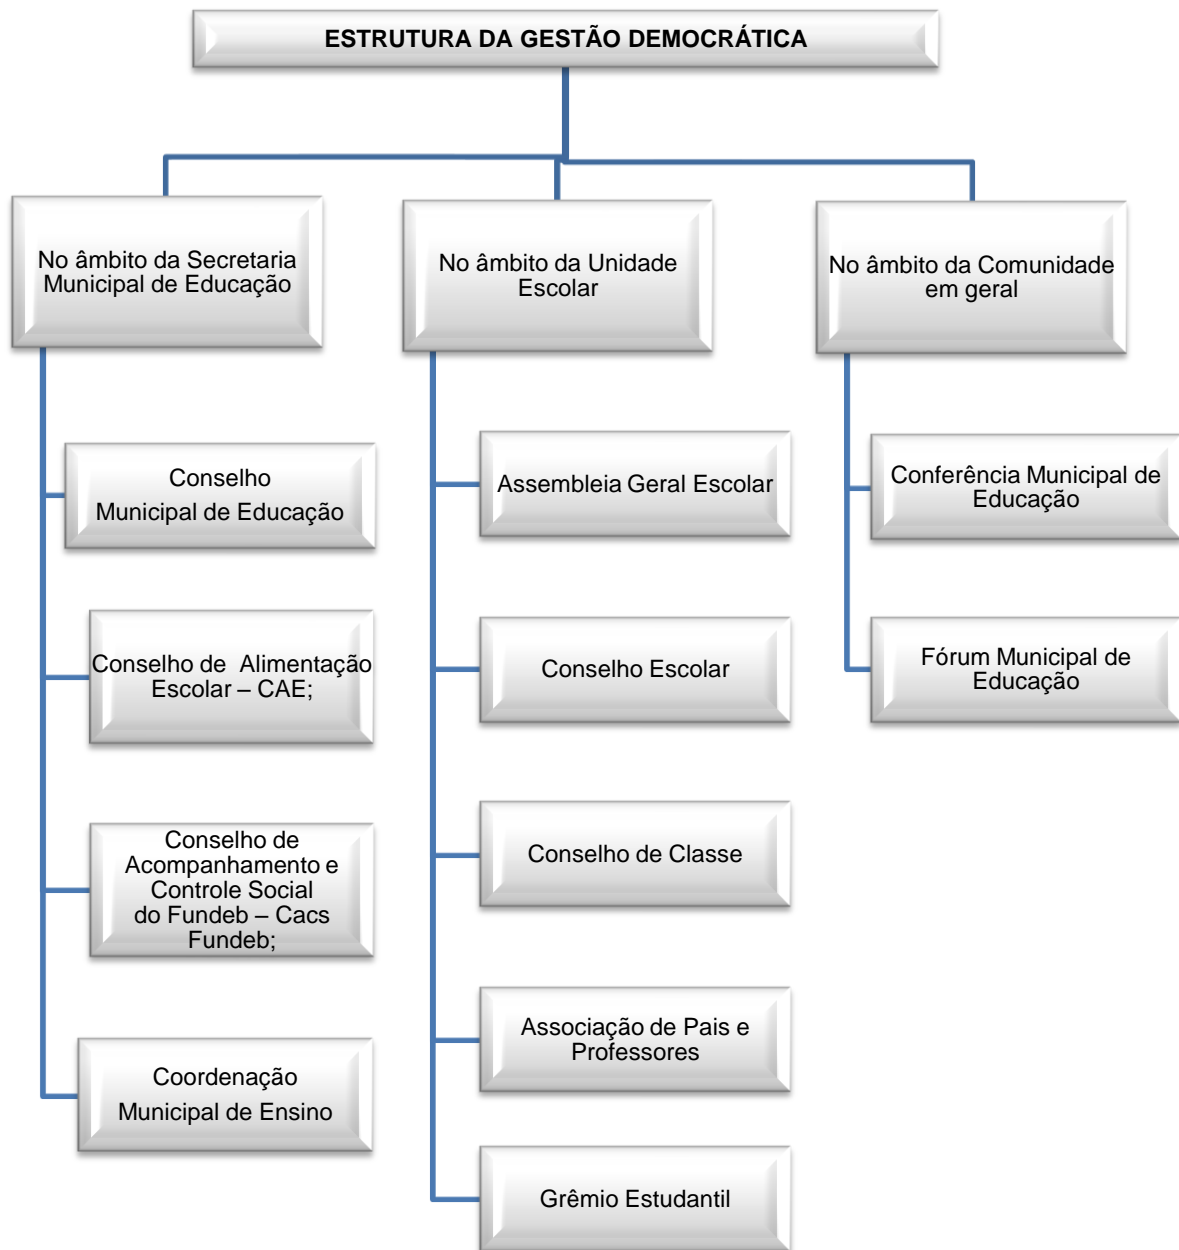 ESTRUTURA DA GESTÃO DEMOCRÁTICA
No âmbito da Secretaria
Municipal de Educação
Conselho
Municipal de Educação
Conselho de Alimentação
Escolar – CAE;
Conselho de
Acompanhamento e
Controle Social
do Fundeb – Cacs
Fundeb;
Coordenação
Municipal de Ensino
No âmbito da Unidade
Escolar
Assembleia Geral Escolar
Conselho Escolar
Conselho de Classe
Associação de Pais e
Professores
Grêmio Estudantil
No âmbito da Comunidade
em geral
Conferência Municipal de
Educação
Fórum Municipal de
Educação